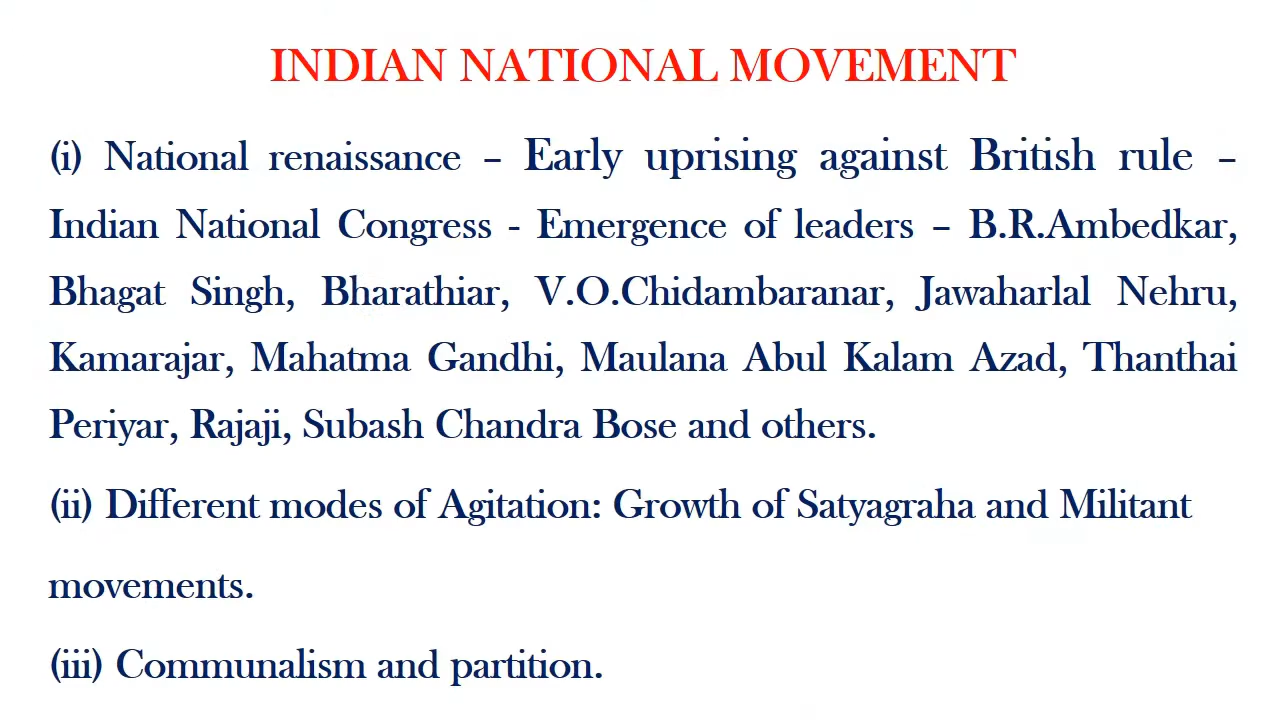 INDIAN NATIONAL MOVEMENT
(i) National renaissance – Early uprising against British rule –
Indian National Congress - Emergence of leaders – B.R.Ambedkar,
Bhagat Singh, Bharathiar, V.O.Chidambaranar, Jawaharlal Nehru,
Kamarajar, Mahatma Gandhi, Maulana Abul Kalam Azad, Thanthai
Periyar, Rajaji, Subash Chandra Bose and others.
(ii) Different modes of Agitation: Growth of Satyagraha and Militant
movements.
(iii) Communalism and partition.